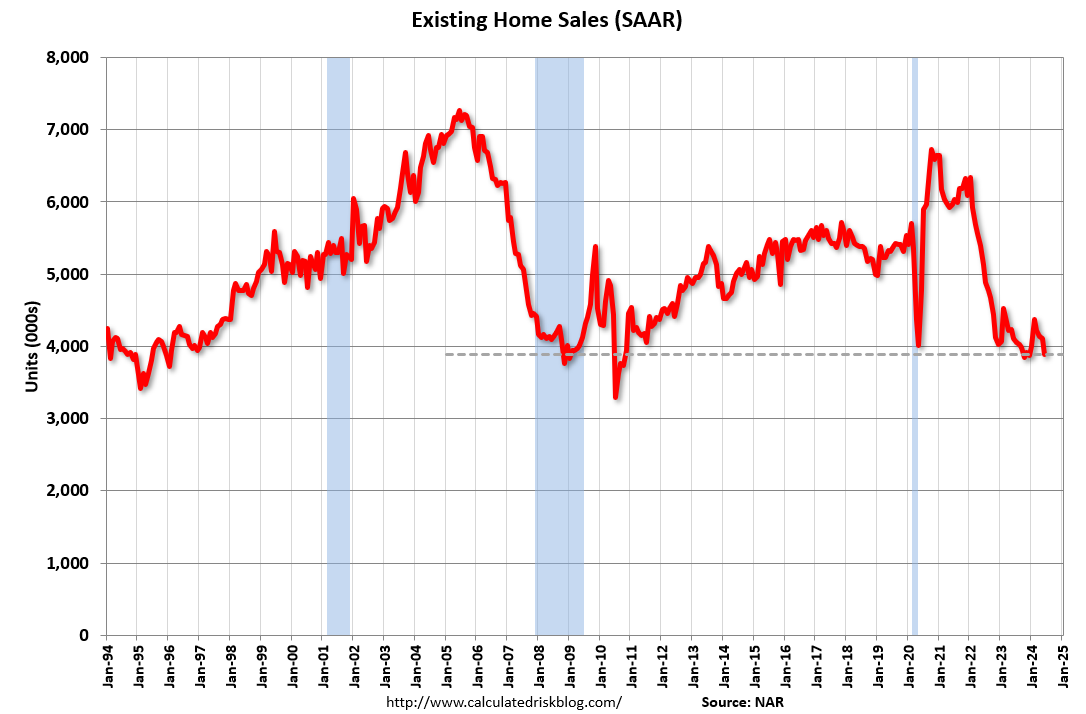 Existing Home Sales (SAAR)
Units (000s)
8,000
7,000
6,000
5,000
4,000
3,000
2,000
1,000
0
Jan-94
Jan-95
Jan-96
Jan-97
Jan-98
Jan-99
Jan-00
Jan-01
Jan-02
Jan-03
Jan-04
Jan-05
Jan-06
Jan-07
Jan-08
Jan-09
Jan-10
Jan-11
Jan-12
Jan-13
Jan-14
Jan-15
Jan-16
Jan-17
Jan-18
Jan-19
Jan-20
Jan-21
Jan-22
Jan-23
Jan-24
Jan-25
http://www.calculatedriskblog.com/ Source: NAR